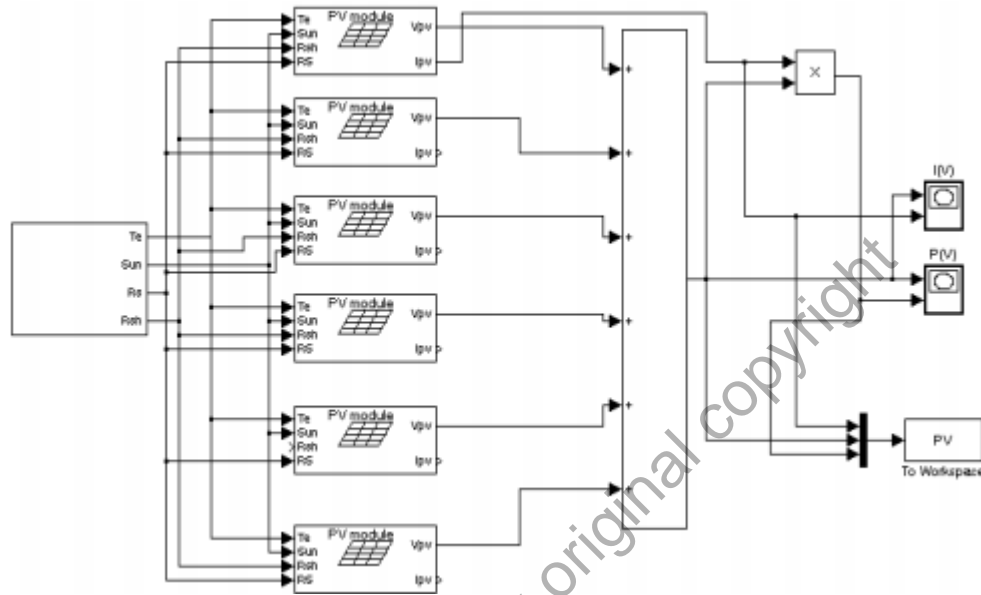 PV module
Te
Sun
Rsh
RS
Vpv
Ipv
PV module
Te
Sun
Rsh
RS
Vpv
Ipv
PV module
Te
Sun
Rsh
RS
Vpv
Ipv
PV module
Te
Sun
Rsh
RS
Vpv
Ipv
PV module
Te
Sun
Rsh
RS
Vpv
Ipv
PV module
Te
Sun
Rsh
RS
Vpv
Ipv
Te
Sun
Rs
Rsh
+
+
+
+
+
+
X
I(V)
P(V)
PV
To Workspace
original copyright